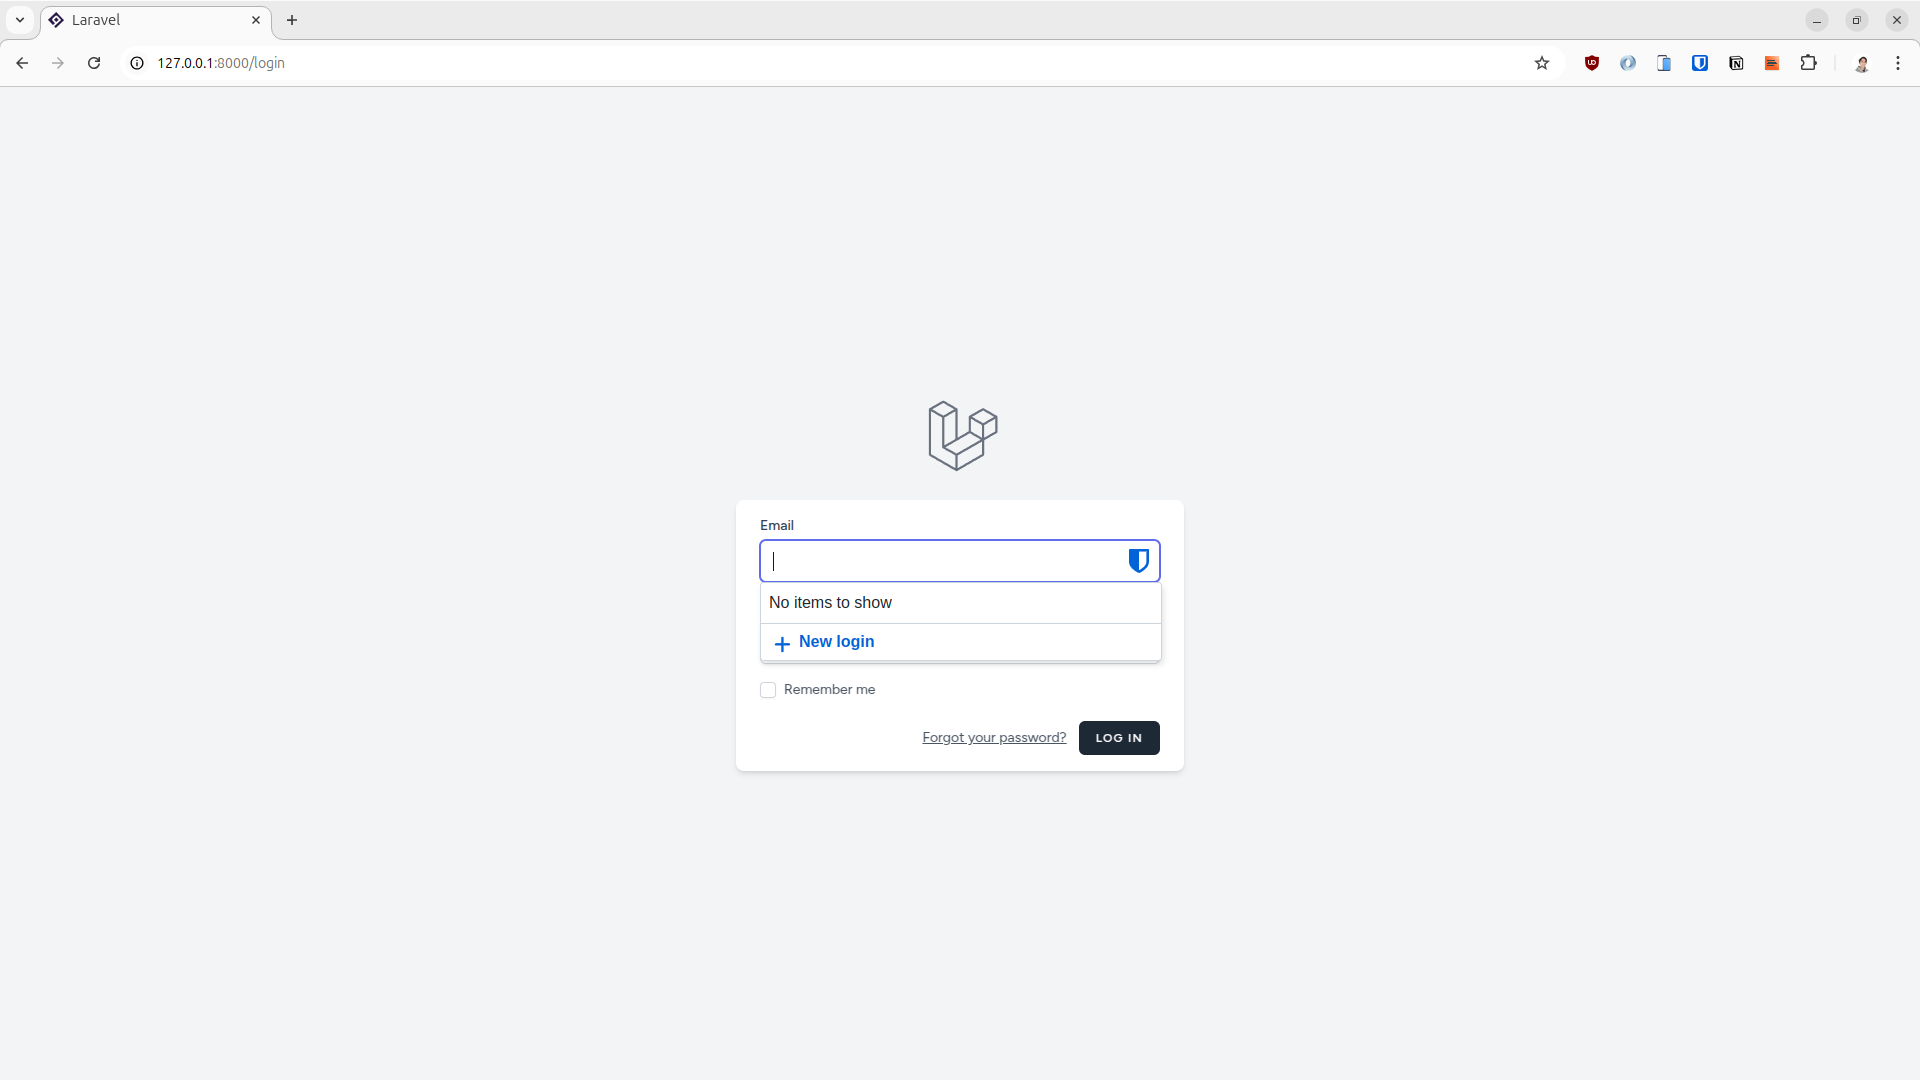 Laravel
127.0.0.1:8000/login
Email
No items to show
New login
Remember me
Forgot your password?
LOG IN